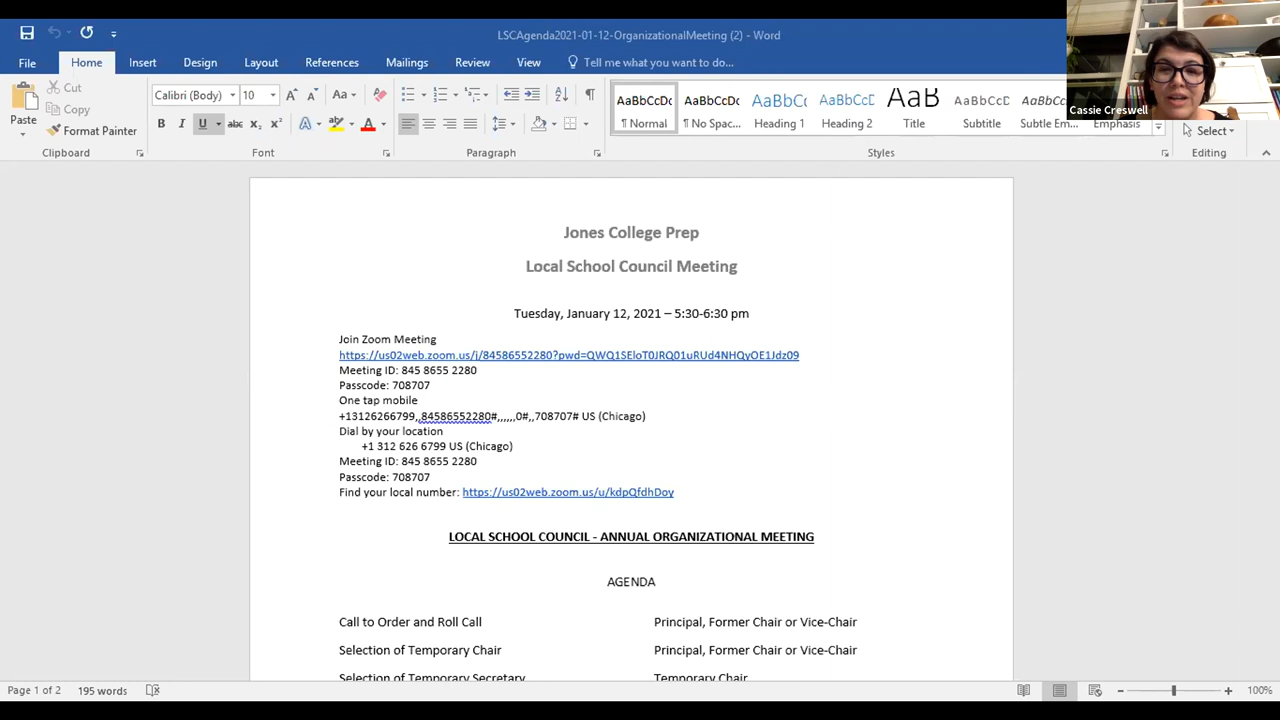 LSCAgenda2021-01-12-OrganizationalMeeting (2) - Word
File Home Insert Design Layout References Mailings Review View Tell me what you want to do...
Cassie Creswell
Cut
Copy
Format Painter
Paste
Clipboard
Calibri (Body) 10
Font
Paragraph
AaBbCcDc AaBbCcDc AaBbCc AaBbCcD AaB AaBbCcD AaBbCcD
¶ Normal ¶ No Spac... Heading 1 Heading 2 Title Subtitle Subtle Em... Emphasis
Styles
Select
Editing
Jones College Prep
Local School Council Meeting
Tuesday, January 12, 2021 – 5:30-6:30 pm
Join Zoom Meeting
https://us02web.zoom.us/j/84586552280?pwd=QWQ1SEloT0JRQ01uRUd4NHQyOE1Jdz09
Meeting ID: 845 8655 2280
Passcode: 708707
One tap mobile
+13126266799,,84586552280#,,,,,,0#,,708707# US (Chicago)
Dial by your location
+1 312 626 6799 US (Chicago)
Meeting ID: 845 8655 2280
Passcode: 708707
Find your local number: https://us02web.zoom.us/u/kdpQfdhDoy
LOCAL SCHOOL COUNCIL - ANNUAL ORGANIZATIONAL MEETING
AGENDA
Call to Order and Roll Call Principal, Former Chair or Vice-Chair
Selection of Temporary Chair Principal, Former Chair or Vice-Chair
Selection of Temporary Secretary Temporary Chair
Page 1 of 2 195 words 100%